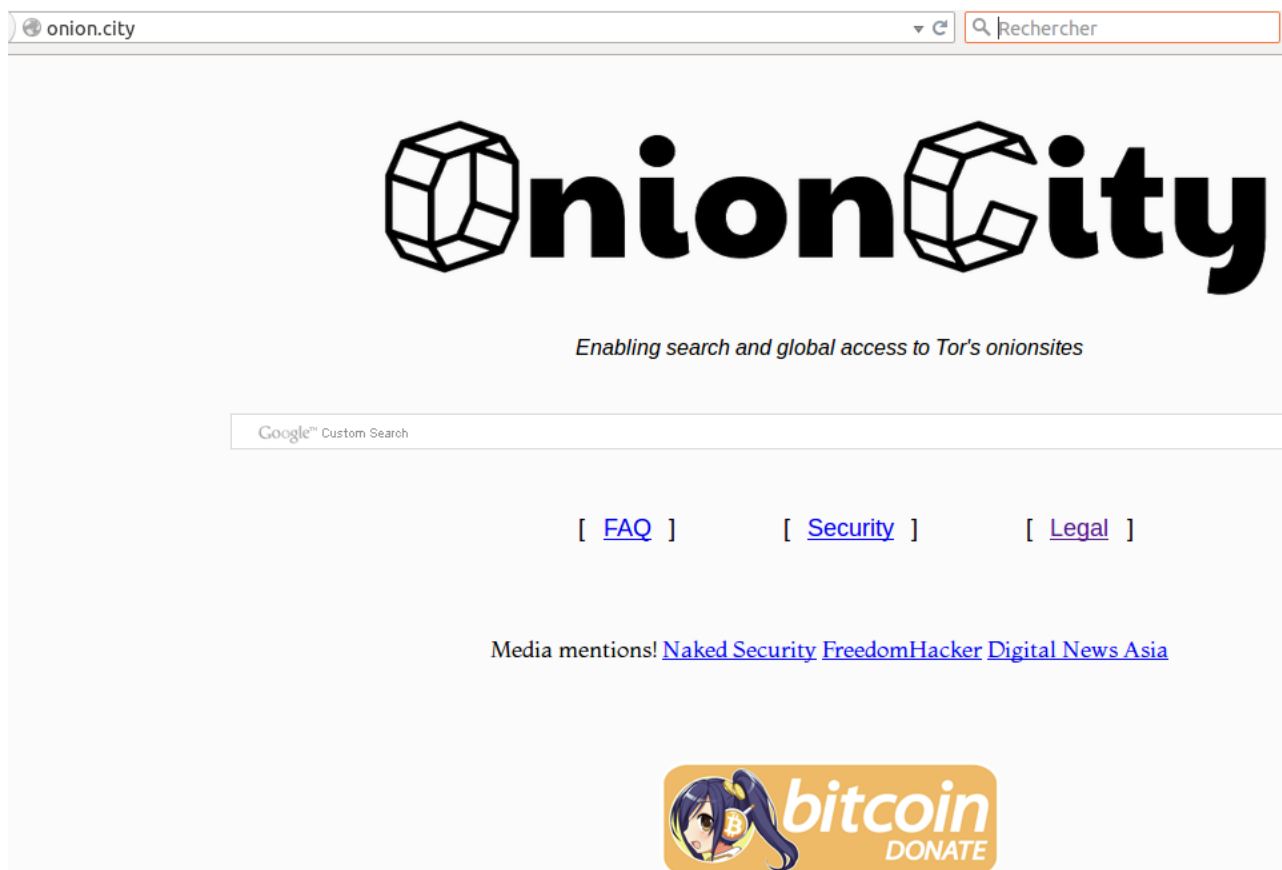 onion.city Rechercher
OnionCity
Enabling search and global access to Tor's onionsites
Google™ Custom Search
[ FAQ ] [ Security ] [ Legal ]
Media mentions! Naked Security FreedomHacker Digital News Asia
bitcoin
DONATE